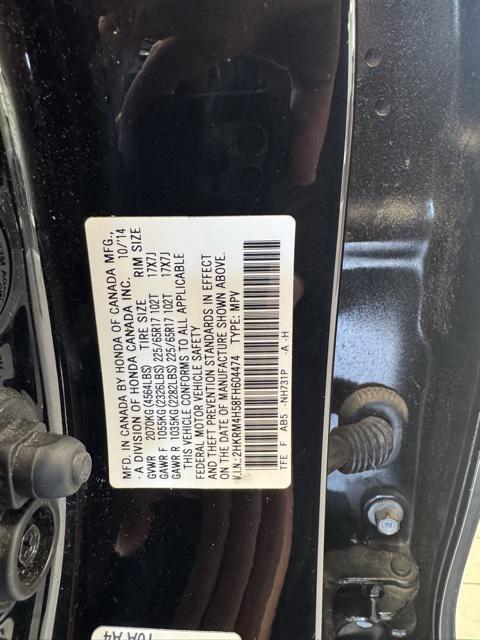 MFD. IN CANADA BY HONDA OF CANADA MFG.,
- A DIVISION OF HONDA CANADA INC. 10/14
GVWR 2070KG(4564LBS) TIRE SIZE RIM SIZE
GAWR F 1055KG(2326LBS) 225/65R17 102T 17X7J
GAWR R 1035KG(2282LBS) 225/65R17 102T 17X7J
THIS VEHICLE CONFORMS TO ALL APPLICABLE
FEDERAL MOTOR VEHICLE SAFETY
AND THEFT PREVENTION STANDARDS IN EFFECT
ON THE DATE OF MANUFACTURE SHOWN ABOVE.
V.I.N.: 2HKRM4H58FH604474 TYPE: MPV
TFE F AB5 -NH731P -A -H